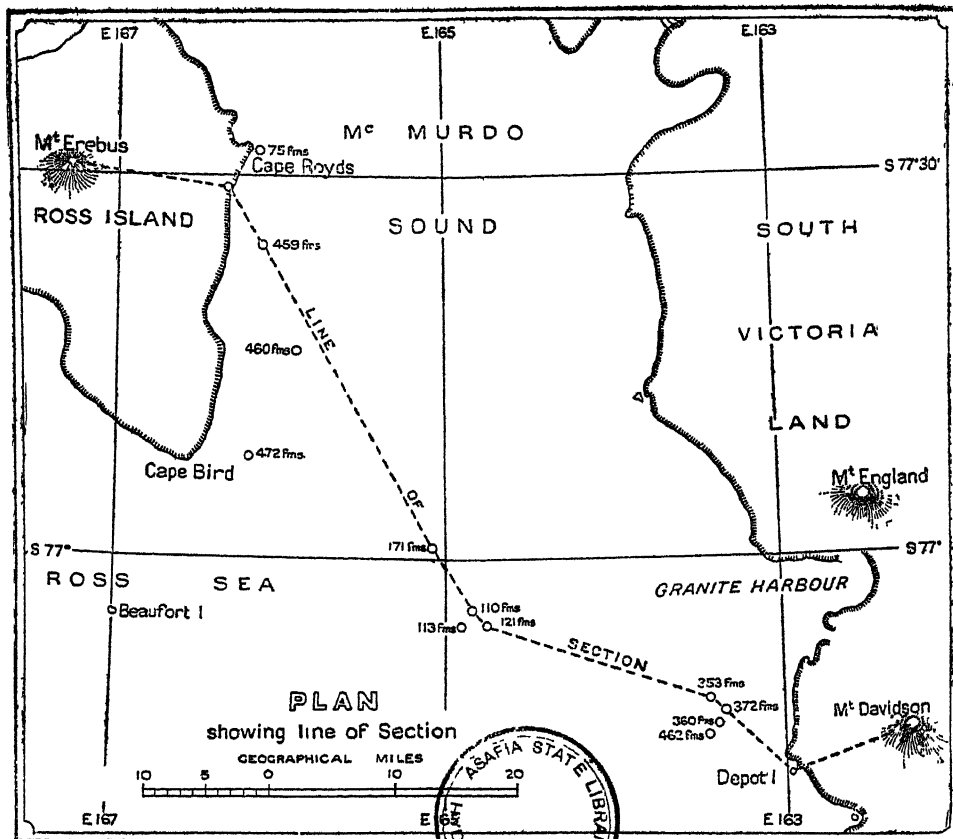 E.167 E.165 E.163
Mc MURDO
Mt Erebus
75 fms
Cape Royds
S 77°30'
ROSS ISLAND
SOUND
SOUTH
459 fms
LINE
VICTORIA
460 fms
LAND
472 fms.
Cape Bird
Mt England
OF
171 fms
S 77°
ROSS SEA
GRANITE HARBOUR
Beaufort I
110 fms
113 fms
121 fms
SECTION
353 fms
372 fms
360 fms
462 fms
Mt Davidson
PLAN
showing line of Section
GEOGRAPHICAL MILES
10 5 0 10 20
Depot I
ASAFIA STATE
E 167 E 163